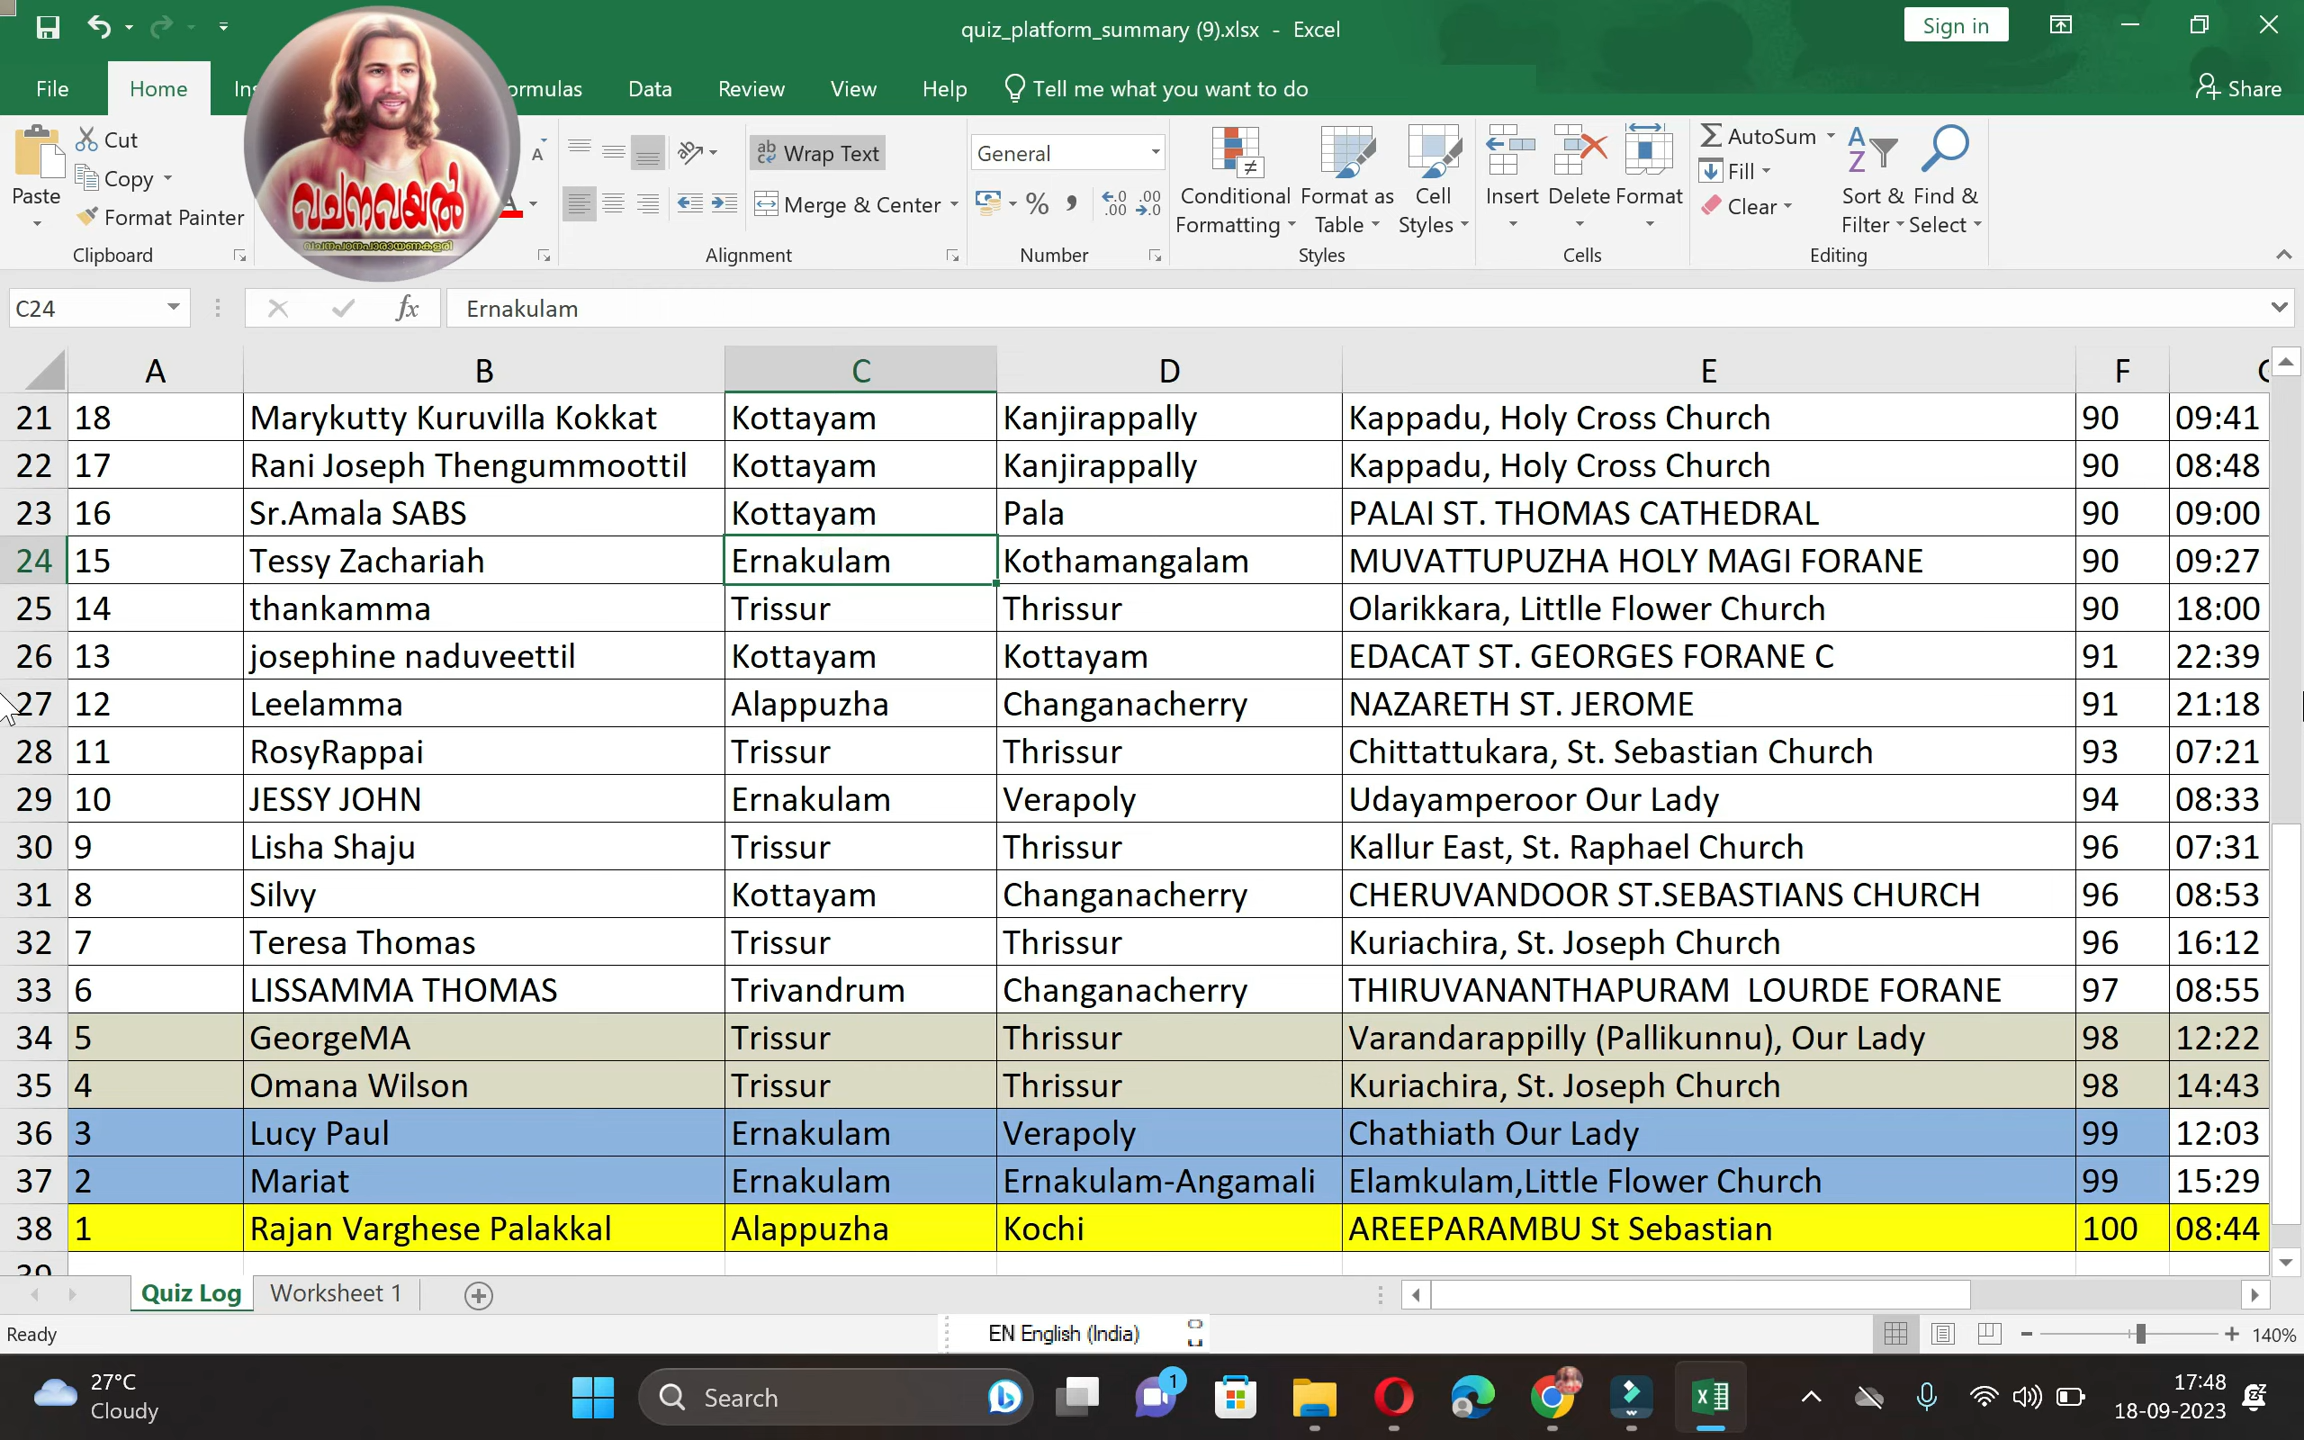 quiz_platform_summary (9).xlsx - Excel
Sign in
File Home Ins ormulas Data Review View Help Tell me what you want to do Share
Paste Cut Copy Format Painter
Clipboard
വചനവയൽ
വചനപഠനപാരായണകളരി
A
Wrap Text
Merge & Center
Alignment
General
% , .00
Number
Conditional Formatting
Format as Table
Cell Styles
Styles
Insert Delete Format
Cells
AutoSum
Fill
Clear
Sort & Filter
Find & Select
Editing
C24 fx Ernakulam
A B C D E F
21 18 Marykutty Kuruvilla Kokkat Kottayam Kanjirappally Kappadu, Holy Cross Church 90 09:41
22 17 Rani Joseph Thengummoottil Kottayam Kanjirappally Kappadu, Holy Cross Church 90 08:48
23 16 Sr.Amala SABS Kottayam Pala PALAI ST. THOMAS CATHEDRAL 90 09:00
24 15 Tessy Zachariah Ernakulam Kothamangalam MUVATTUPUZHA HOLY MAGI FORANE 90 09:27
25 14 thankamma Trissur Thrissur Olarikkara, Littlle Flower Church 90 18:00
26 13 josephine naduveettil Kottayam Kottayam EDACAT ST. GEORGES FORANE C 91 22:39
27 12 Leelamma Alappuzha Changanacherry NAZARETH ST. JEROME 91 21:18
28 11 RosyRappai Trissur Thrissur Chittattukara, St. Sebastian Church 93 07:21
29 10 JESSY JOHN Ernakulam Verapoly Udayamperoor Our Lady 94 08:33
30 9 Lisha Shaju Trissur Thrissur Kallur East, St. Raphael Church 96 07:31
31 8 Silvy Kottayam Changanacherry CHERUVANDOOR ST.SEBASTIANS CHURCH 96 08:53
32 7 Teresa Thomas Trissur Thrissur Kuriachira, St. Joseph Church 96 16:12
33 6 LISSAMMA THOMAS Trivandrum Changanacherry THIRUVANANTHAPURAM LOURDE FORANE 97 08:55
34 5 GeorgeMA Trissur Thrissur Varandarappilly (Pallikunnu), Our Lady 98 12:22
35 4 Omana Wilson Trissur Thrissur Kuriachira, St. Joseph Church 98 14:43
36 3 Lucy Paul Ernakulam Verapoly Chathiath Our Lady 99 12:03
37 2 Mariat Ernakulam Ernakulam-Angamali Elamkulam,Little Flower Church 99 15:29
38 1 Rajan Varghese Palakkal Alappuzha Kochi AREEPARAMBU St Sebastian 100 08:44
Quiz Log Worksheet 1
Ready EN English (India) 140%
27°C
Cloudy
Search
1
17:48
18-09-2023